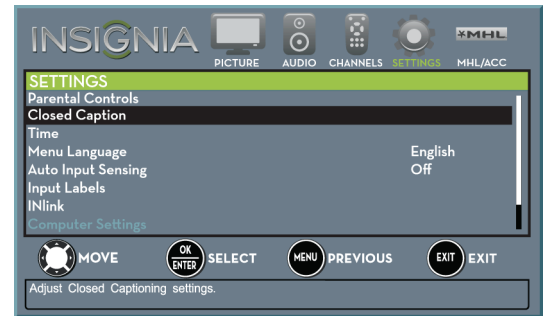 INSIGNIA
PICTURE AUDIO CHANNELS SETTINGS MHL/ACC
MHL
SETTINGS
Parental Controls
Closed Caption
Time
Menu Language English
Auto Input Sensing Off
Input Labels
INlink
Computer Settings
MOVE OK ENTER SELECT MENU PREVIOUS EXIT EXIT
Adjust Closed Captioning settings.